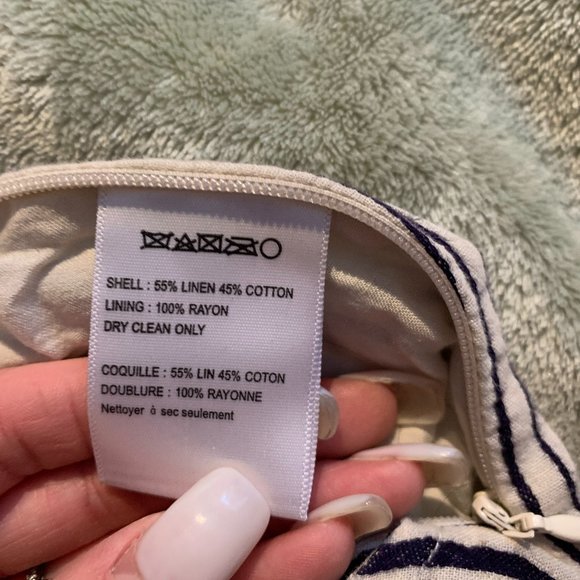 SHELL : 55% LINEN 45% COTTON
LINING : 100% RAYON
DRY CLEAN ONLY
COQUILLE : 55% LIN 45% COTON
DOUBLURE : 100% RAYONNE
Nettoyer à sec seulement